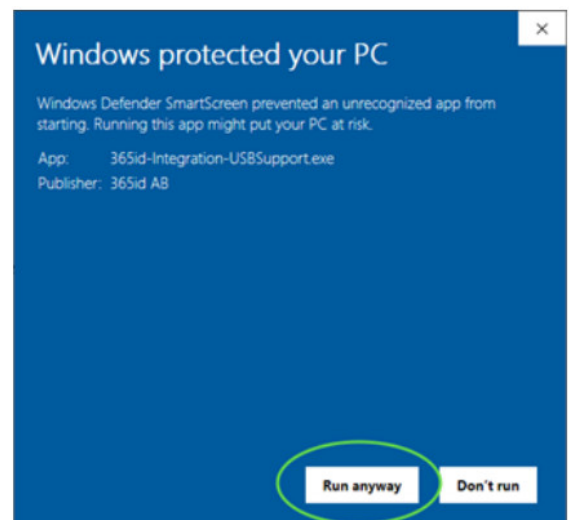 Windows protected your PC
Windows Defender SmartScreen prevented an unrecognized app from
starting. Running this app might put your PC at risk.
App: 365id-Integration-USBSupport.exe
Publisher: 365id AB
Run anyway Don't run